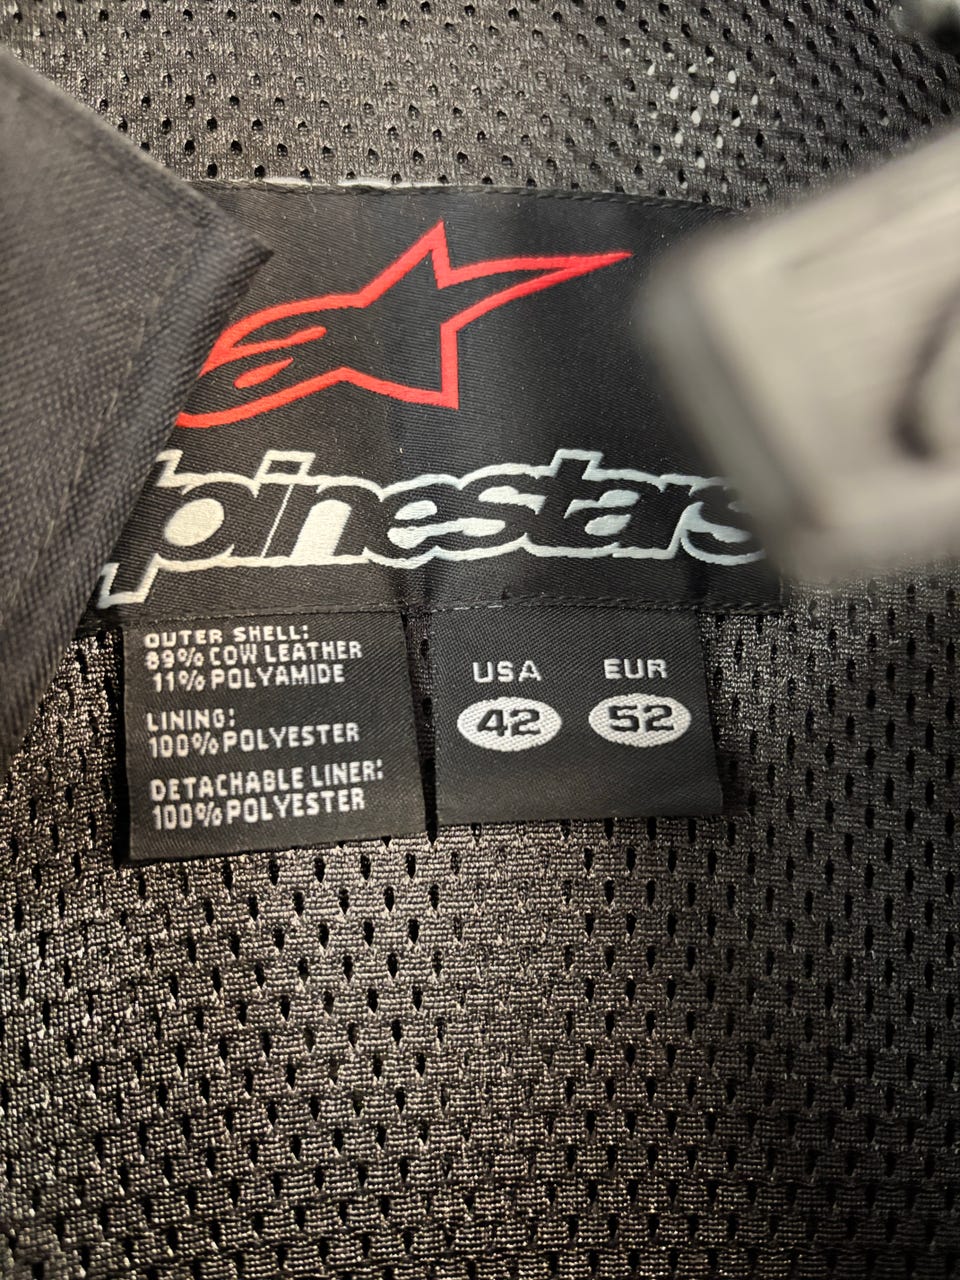 pinestars
OUTER SHELL:
89% COW LEATHER
11% POLYAMIDE
LINING:
100% POLYESTER
DETACHABLE LINER:
100% POLYESTER
USA EUR
42 52